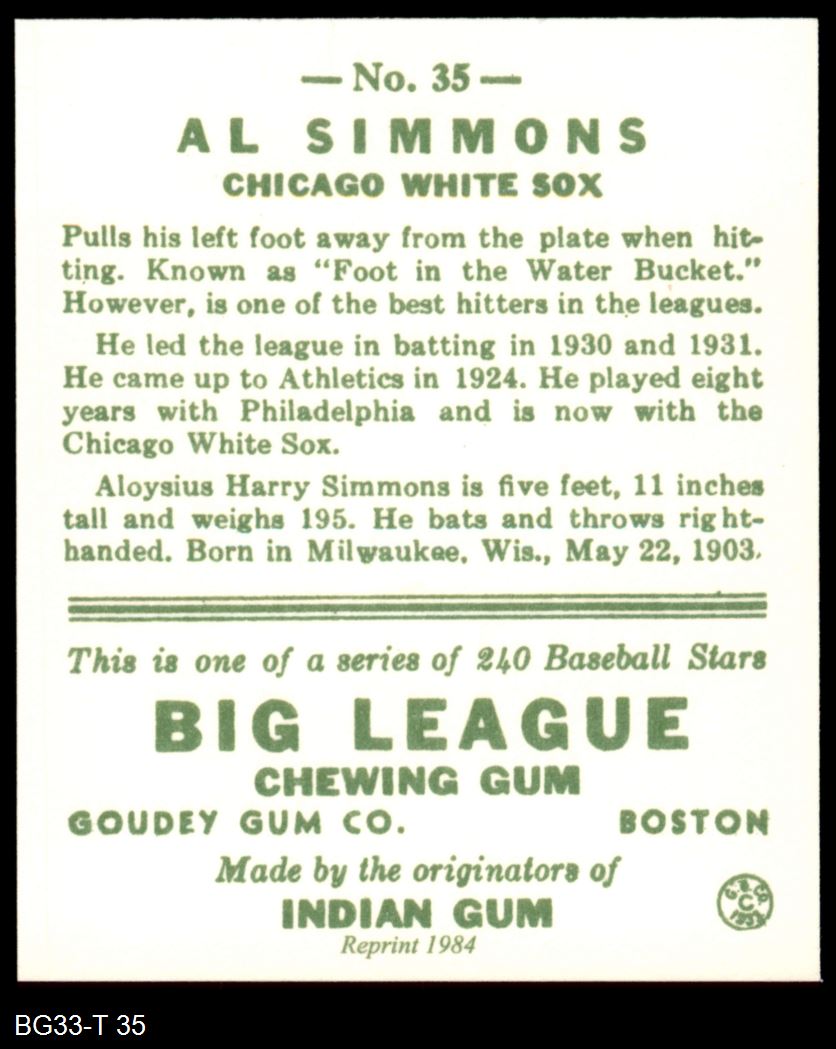 — No. 35 —
AL SIMMONS
CHICAGO WHITE SOX
Pulls his left foot away from the plate when hit-
ting. Known as "Foot in the Water Bucket."
However, is one of the best hitters in the leagues.
He led the league in batting in 1930 and 1931.
He came up to Athletics in 1924. He played eight
years with Philadelphia and is now with the
Chicago White Sox.
Aloysius Harry Simmons is five feet, 11 inches
tall and weighs 195. He bats and throws right-
handed. Born in Milwaukee, Wis., May 22, 1903.
This is one of a series of 240 Baseball Stars
BIG LEAGUE
CHEWING GUM
GOUDEY GUM CO. BOSTON
Made by the originators of
INDIAN GUM
Reprint 1984
C
BG33-T 35